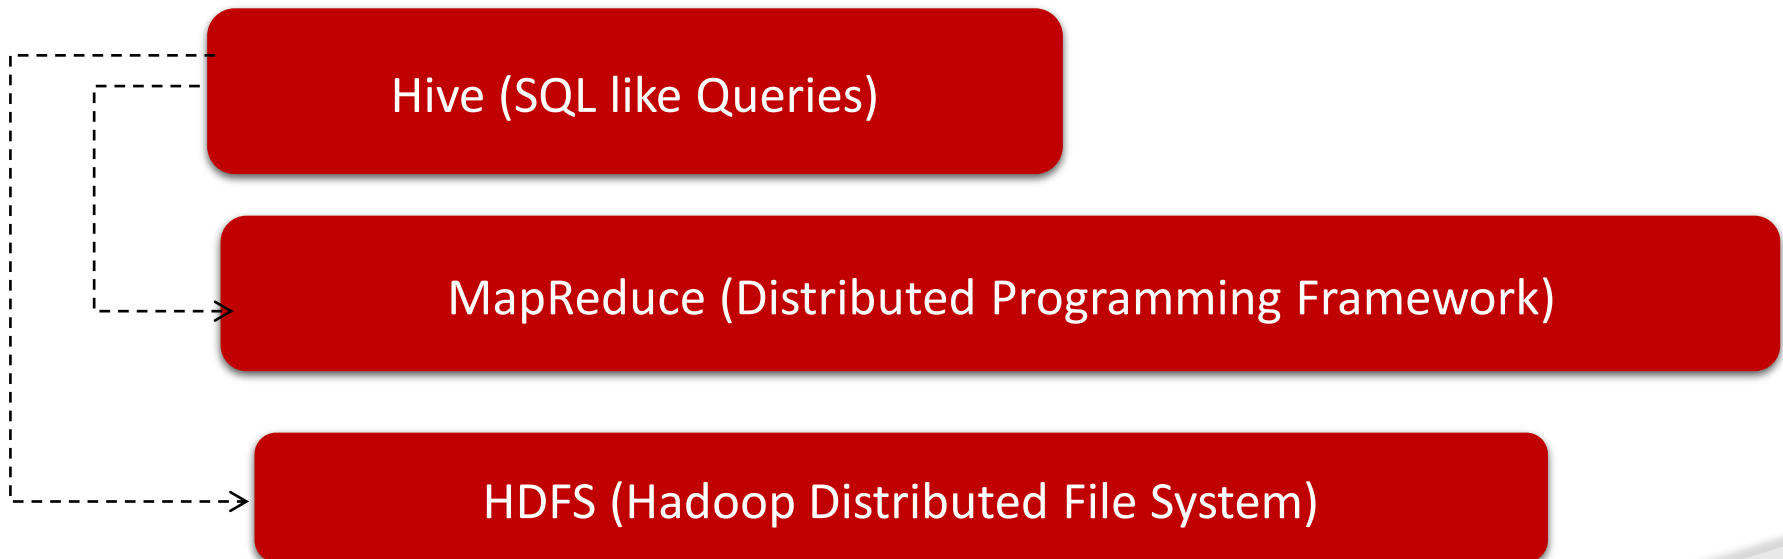 Hive (SQL like Queries)
MapReduce (Distributed Programming Framework)
HDFS (Hadoop Distributed File System)